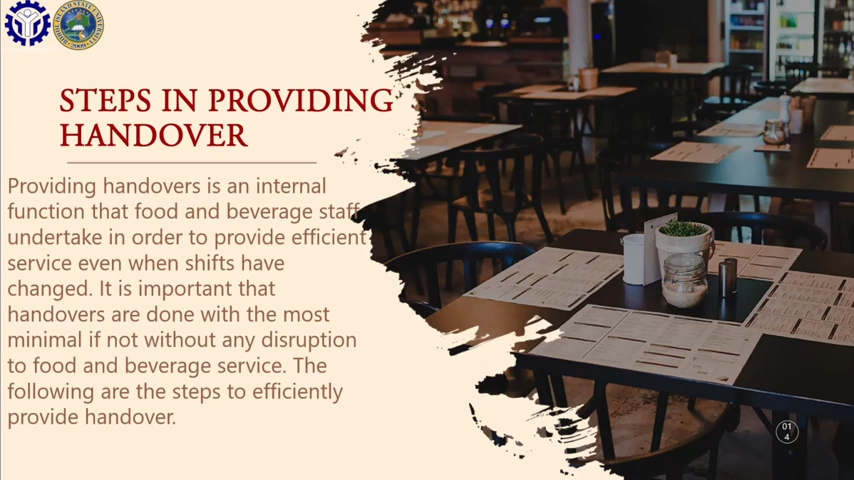 STEPS IN PROVIDING
HANDOVER
Providing handovers is an internal
function that food and beverage staff
undertake in order to provide efficient
service even when shifts have
changed. It is important that
handovers are done with the most
minimal if not without any disruption
to food and beverage service. The
following are the steps to efficiently
provide handover.
01
4